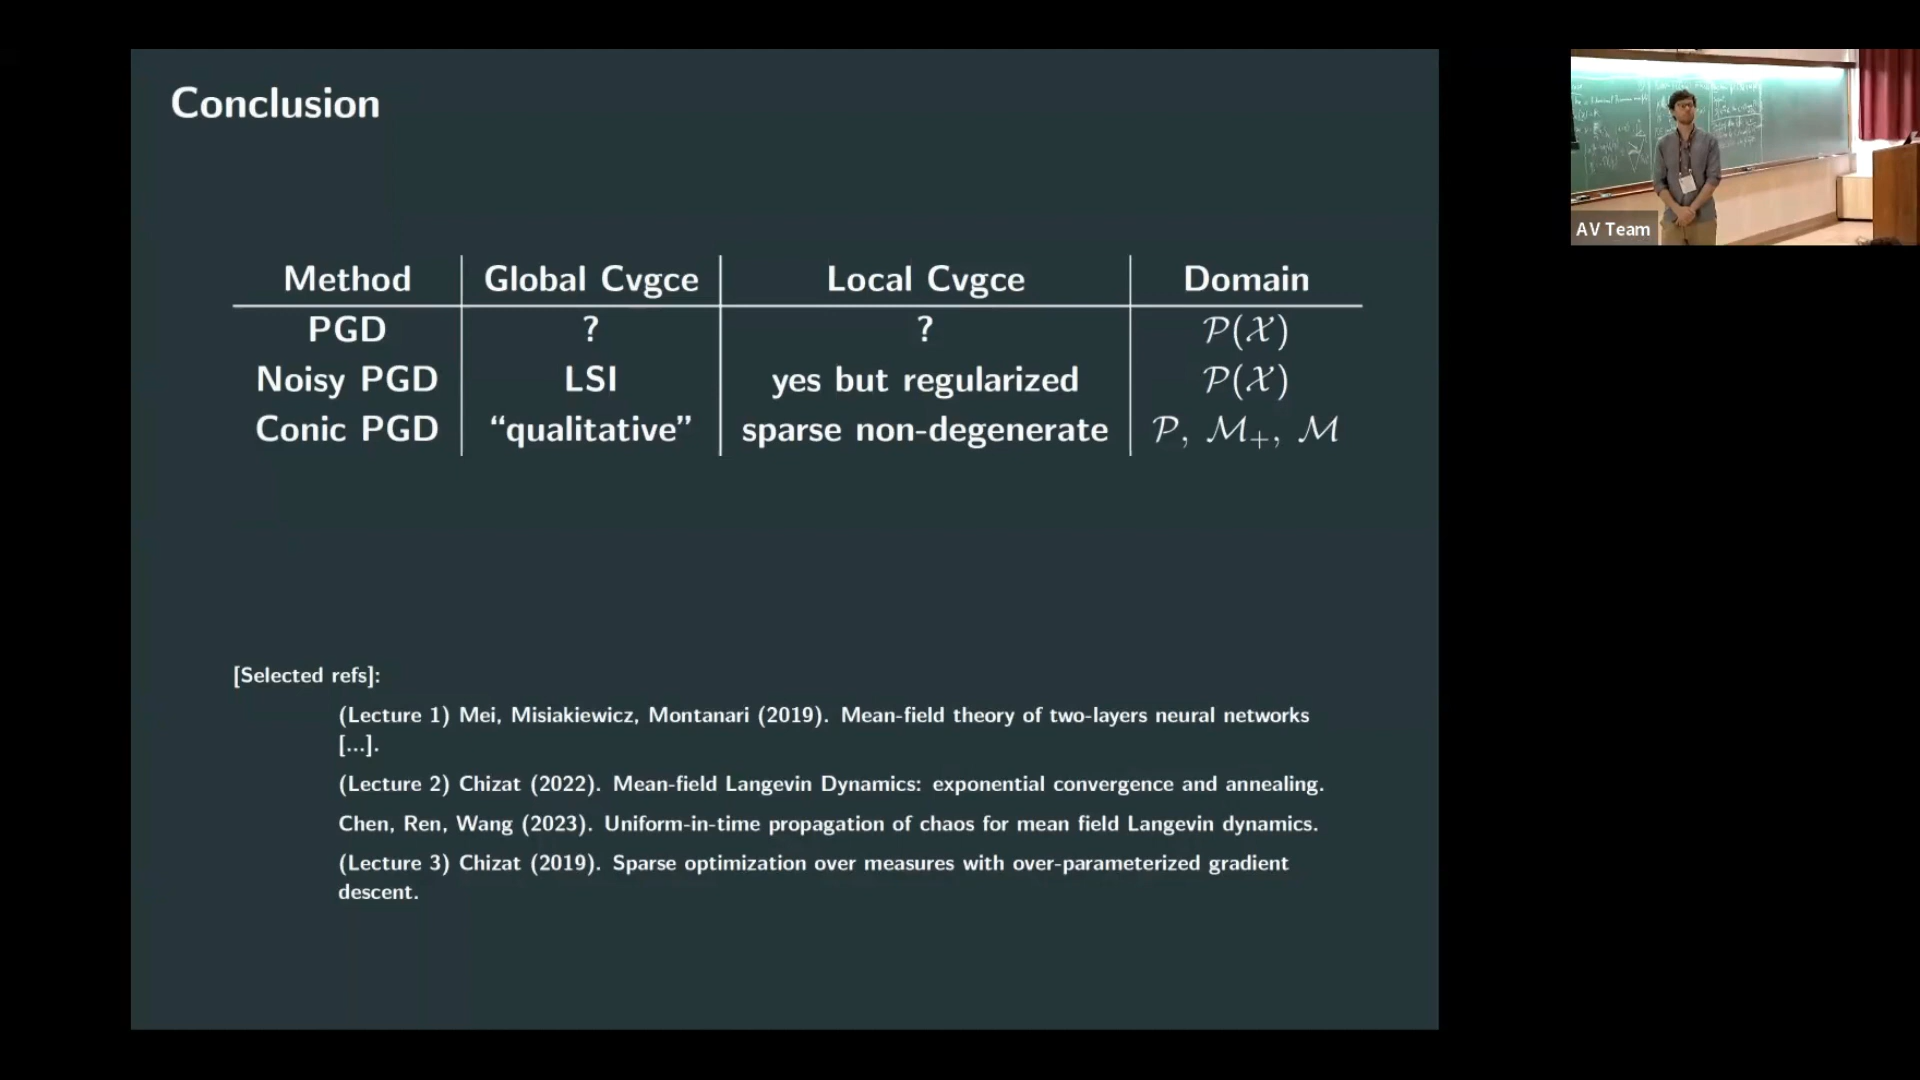 Conclusion
Method Global Cvgce Local Cvgce Domain
PGD ? ? 𝒫(𝒳)
Noisy PGD LSI yes but regularized 𝒫(𝒳)
Conic PGD “qualitative” sparse non-degenerate 𝒫, ℳ₊, ℳ
[Selected refs]:
(Lecture 1) Mei, Misiakiewicz, Montanari (2019). Mean-field theory of two-layers neural networks
[...].
(Lecture 2) Chizat (2022). Mean-field Langevin Dynamics: exponential convergence and annealing.
Chen, Ren, Wang (2023). Uniform-in-time propagation of chaos for mean field Langevin dynamics.
(Lecture 3) Chizat (2019). Sparse optimization over measures with over-parameterized gradient
descent.
AV Team